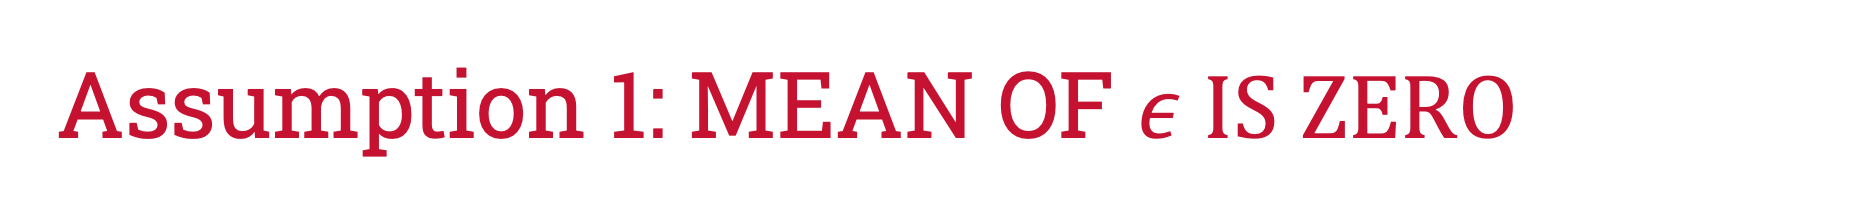 Assumption 1: MEAN OF ϵ IS ZERO